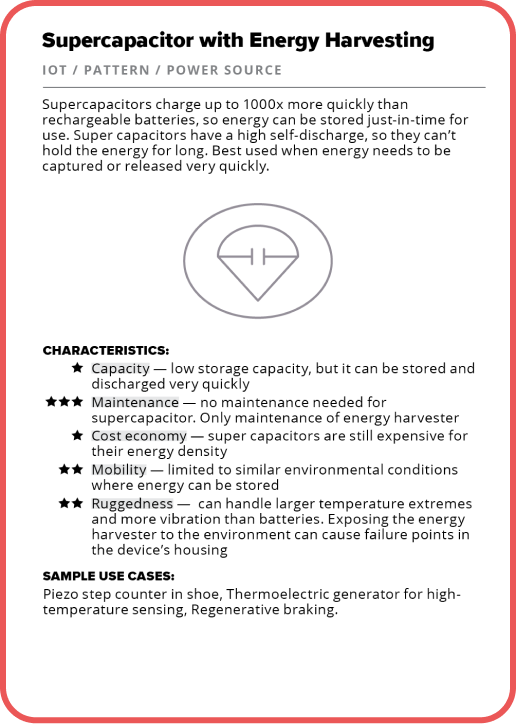 Supercapacitor with Energy Harvesting
IOT / PATTERN / POWER SOURCE
Supercapacitors charge up to 1000x more quickly than
rechargeable batteries, so energy can be stored just-in-time for
use. Super capacitors have a high self-discharge, so they can’t
hold the energy for long. Best used when energy needs to be
captured or released very quickly.
CHARACTERISTICS:
★ Capacity — low storage capacity, but it can be stored and
discharged very quickly
★★★ Maintenance — no maintenance needed for
supercapacitor. Only maintenance of energy harvester
★ Cost economy — super capacitors are still expensive for
their energy density
★★ Mobility — limited to similar environmental conditions
where energy can be stored
★★ Ruggedness — can handle larger temperature extremes
and more vibration than batteries. Exposing the energy
harvester to the environment can cause failure points in
the device’s housing
SAMPLE USE CASES:
Piezo step counter in shoe, Thermoelectric generator for high-
temperature sensing, Regenerative braking.